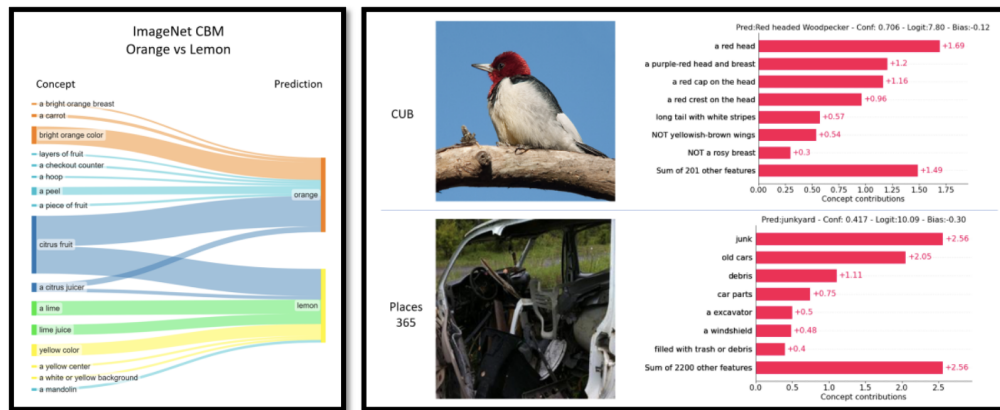 ImageNet CBM
Orange vs Lemon
Concept
Prediction
a bright orange breast
a carrot
bright orange color
layers of fruit
a checkout counter
a hoop
a peel
a piece of fruit
citrus fruit
a citrus juicer
a lime
lime juice
yellow color
a yellow center
a white or yellow background
a mandolin
orange
lemon
CUB
Pred:Red headed Woodpecker - Conf: 0.706 - Logit:7.80 - Bias:-0.12
a red head +1.69
a purple-red head and breast +1.2
a red cap on the head +1.16
a red crest on the head +0.96
long tail with white stripes +0.57
NOT yellowish-brown wings +0.54
NOT a rosy breast +0.3
Sum of 201 other features +1.49
0.00 0.25 0.50 0.75 1.00 1.25 1.50 1.75
Concept contributions
Places
365
Pred:junkyard - Conf: 0.417 - Logit:10.09 - Bias:-0.30
junk +2.56
old cars +2.05
debris +1.11
car parts +0.75
a excavator +0.5
a windshield +0.48
filled with trash or debris +0.4
Sum of 2200 other features +2.56
0.0 0.5 1.0 1.5 2.0 2.5
Concept contributions